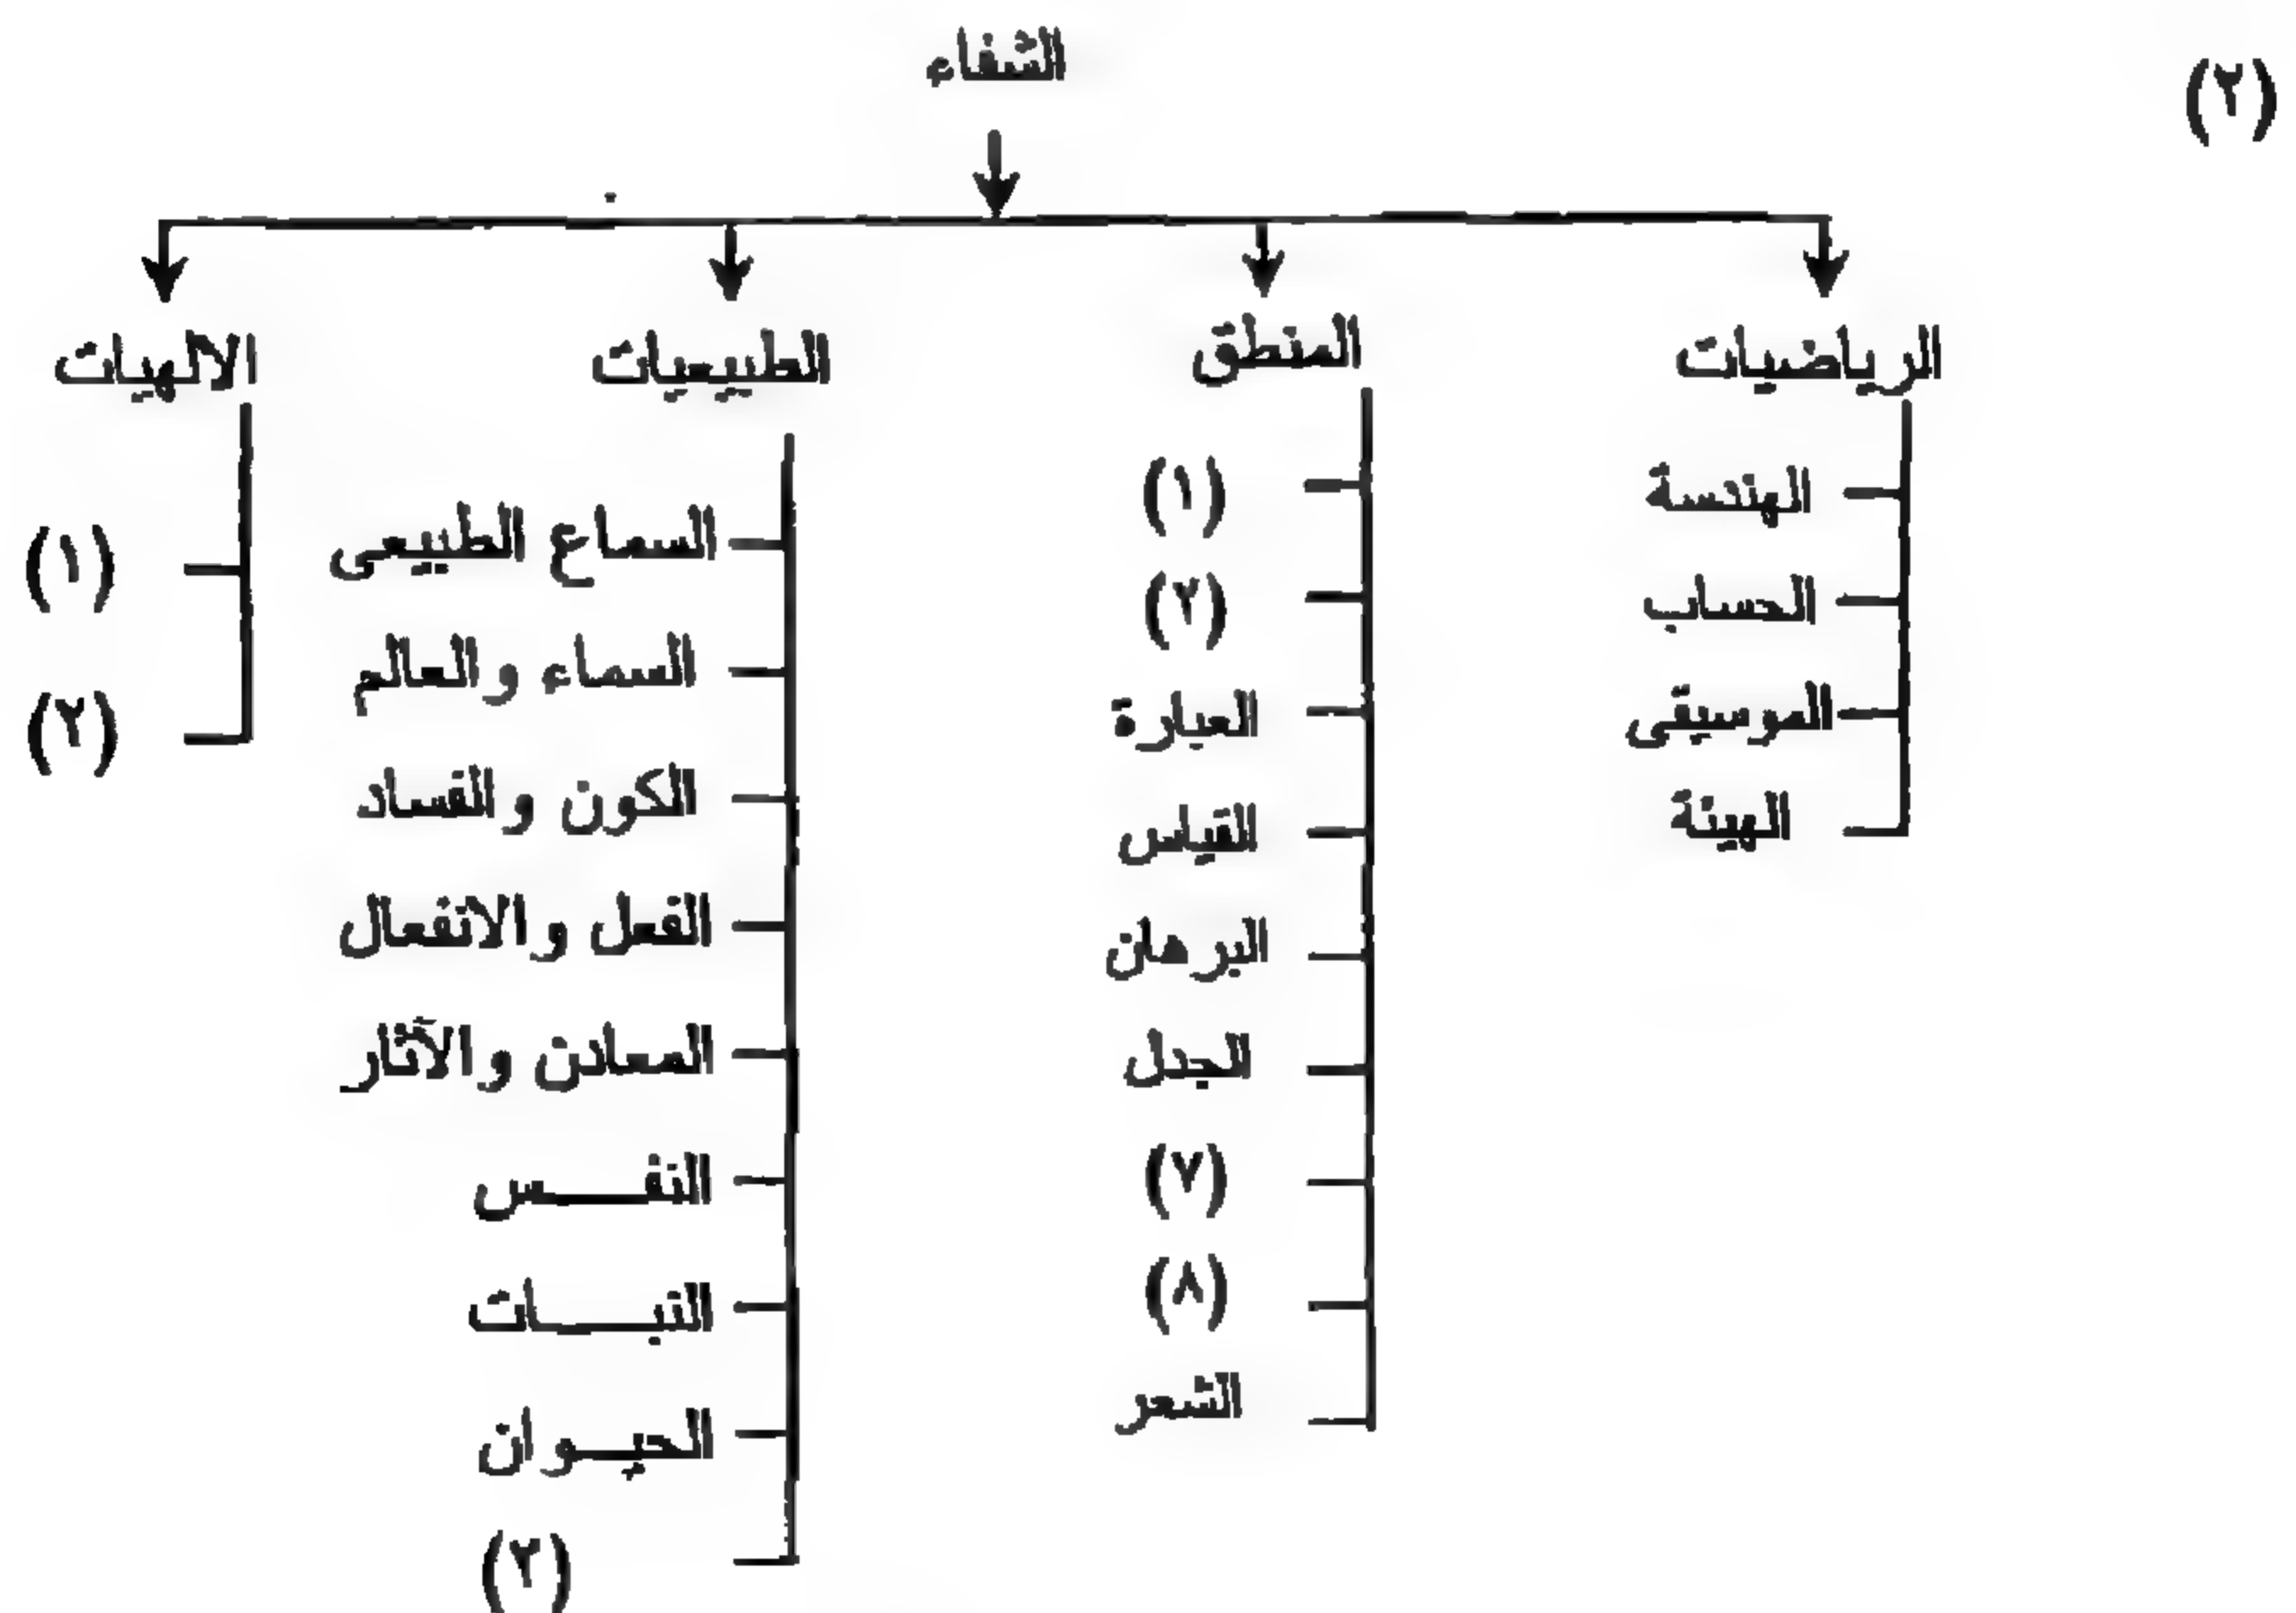 (٢)
الشفاء
الرياضيات
الهندسة
الحساب
الموسيقى
الهيئة
المنطق
(١)
(٢)
العبارة
القياس
البرهان
الجدل
(٧)
(٨)
الشعر
الطبيعيات
السماع الطبيعى
السماء والعالم
الكون والفساد
الفعل والانفعال
المعادن والآثار
النفس
النبات
الحيوان
(٢)
الالهيات
(١)
(٢)